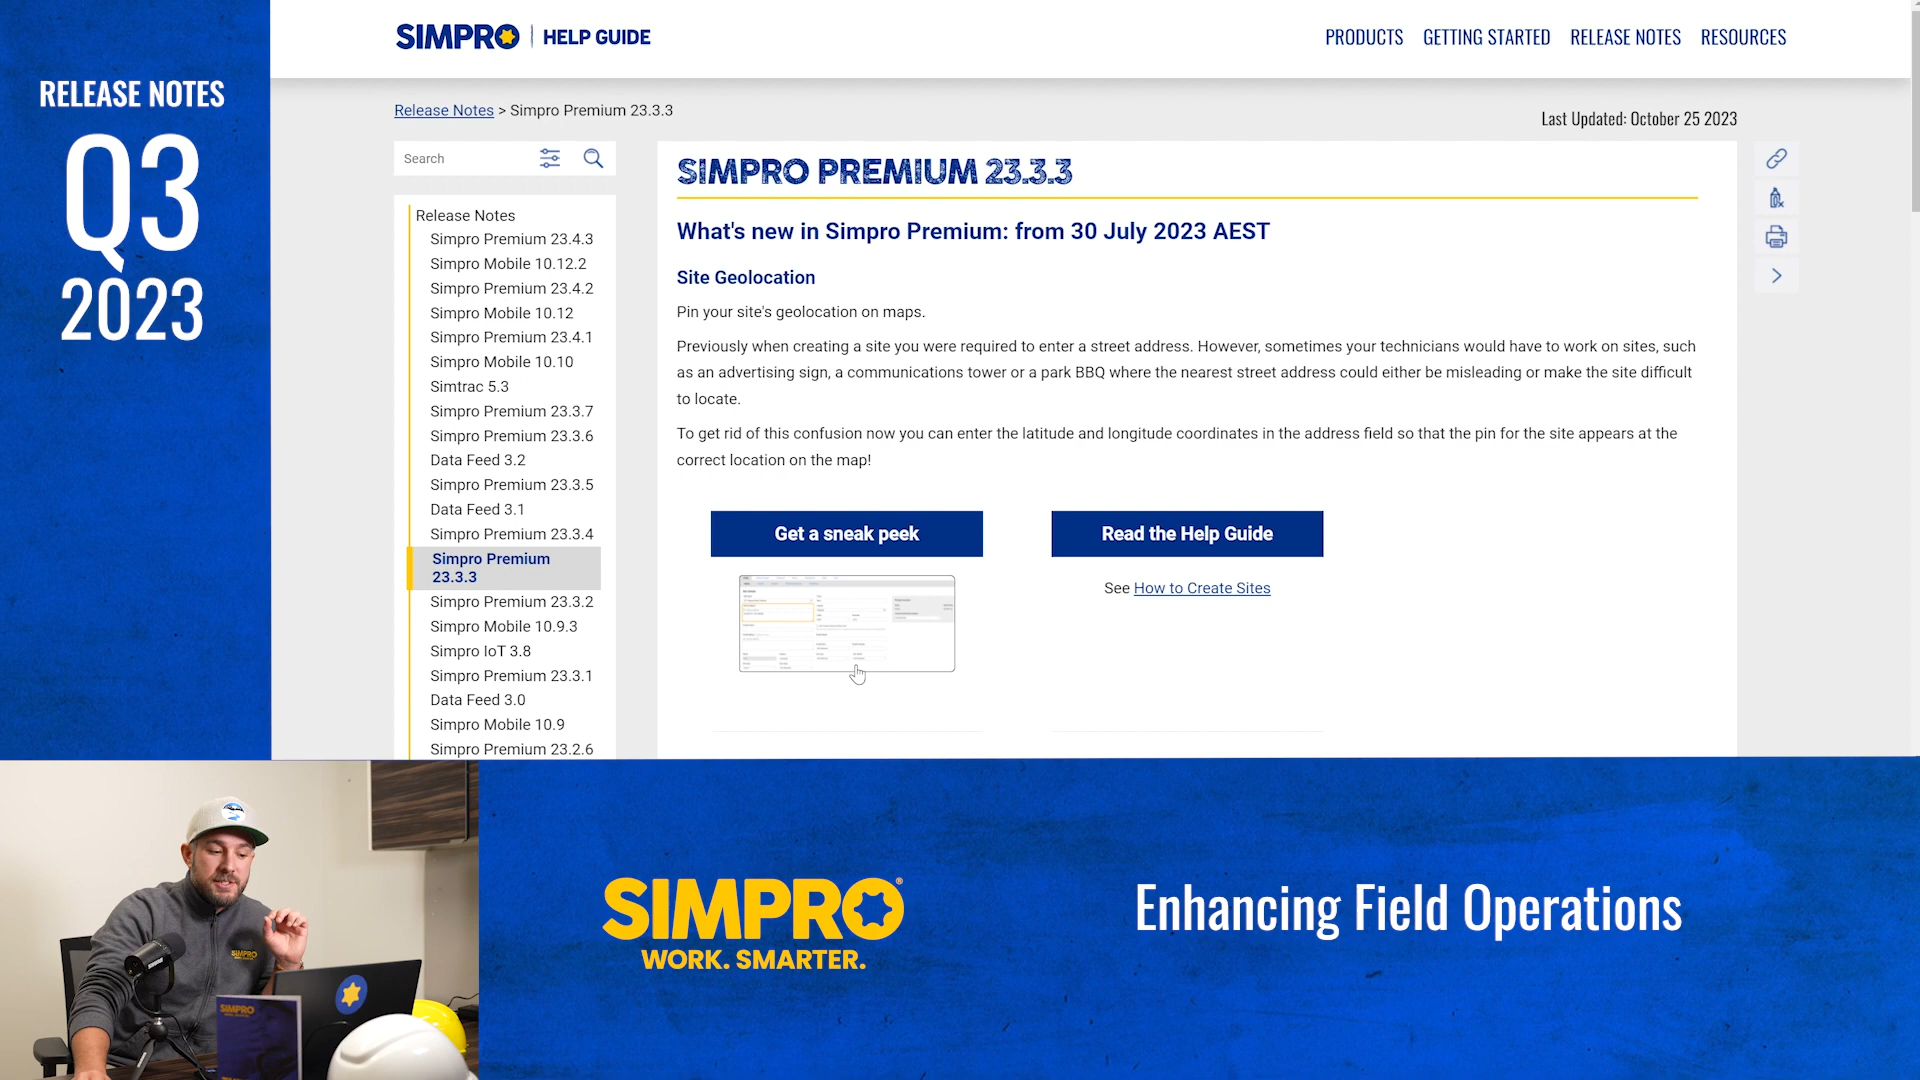 RELEASE NOTES
Q3
2023
SIMPRO | HELP GUIDE
PRODUCTS GETTING STARTED RELEASE NOTES RESOURCES
Release Notes > Simpro Premium 23.3.3
Last Updated: October 25 2023
Search
Release Notes
Simpro Premium 23.4.3
Simpro Mobile 10.12.2
Simpro Premium 23.4.2
Simpro Mobile 10.12
Simpro Premium 23.4.1
Simpro Mobile 10.10
Simtrac 5.3
Simpro Premium 23.3.7
Simpro Premium 23.3.6
Data Feed 3.2
Simpro Premium 23.3.5
Data Feed 3.1
Simpro Premium 23.3.4
Simpro Premium
23.3.3
Simpro Premium 23.3.2
Simpro Mobile 10.9.3
Simpro IoT 3.8
Simpro Premium 23.3.1
Data Feed 3.0
Simpro Mobile 10.9
Simpro Premium 23.2.6
SIMPRO PREMIUM 23.3.3
What's new in Simpro Premium: from 30 July 2023 AEST
Site Geolocation
Pin your site's geolocation on maps.
Previously when creating a site you were required to enter a street address. However, sometimes your technicians would have to work on sites, such
as an advertising sign, a communications tower or a park BBQ where the nearest street address could either be misleading or make the site difficult
to locate.
To get rid of this confusion now you can enter the latitude and longitude coordinates in the address field so that the pin for the site appears at the
correct location on the map!
Get a sneak peek
Read the Help Guide
See How to Create Sites
SIMPRO
SIMPRO
SIMPRO®
WORK. SMARTER.
Enhancing Field Operations